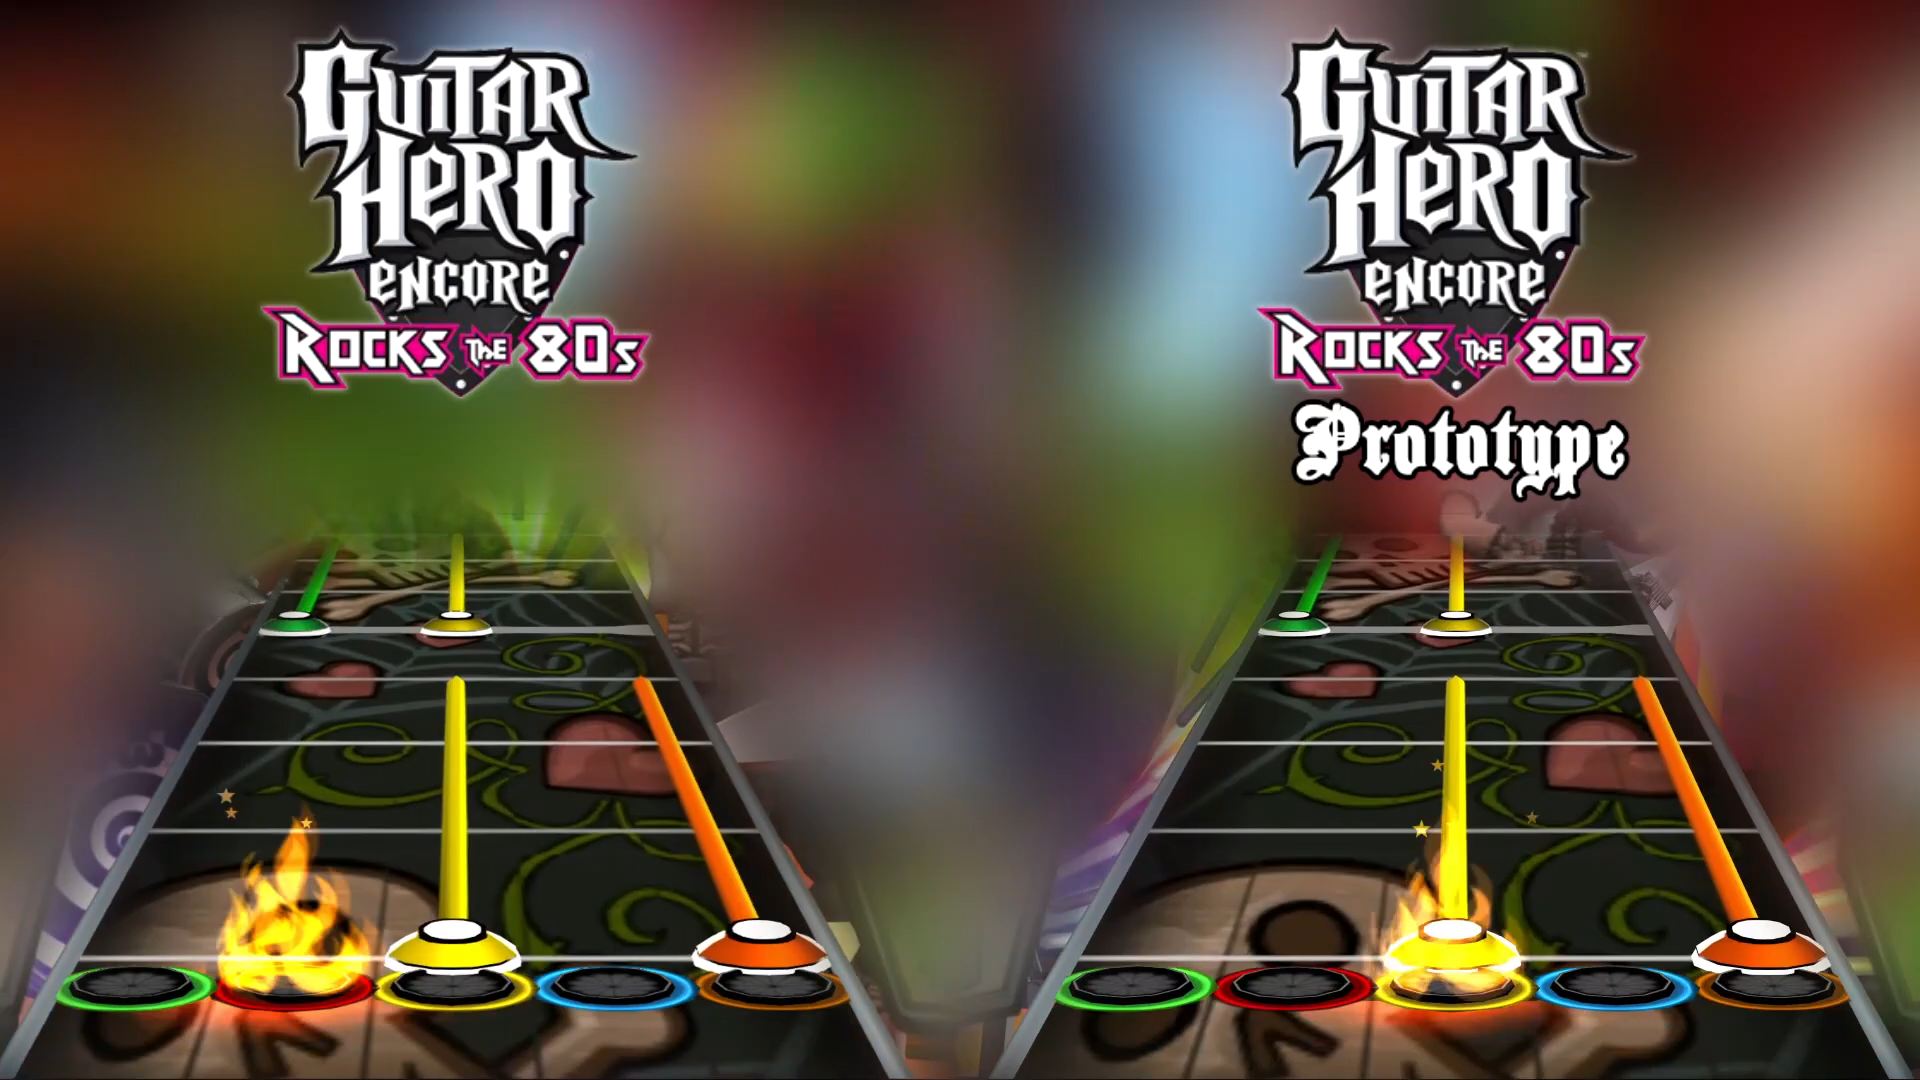 GUITAR
HERO
ENCORE
ROCKS THE 80s
GUITAR
HERO
ENCORE
ROCKS THE 80s
Prototype